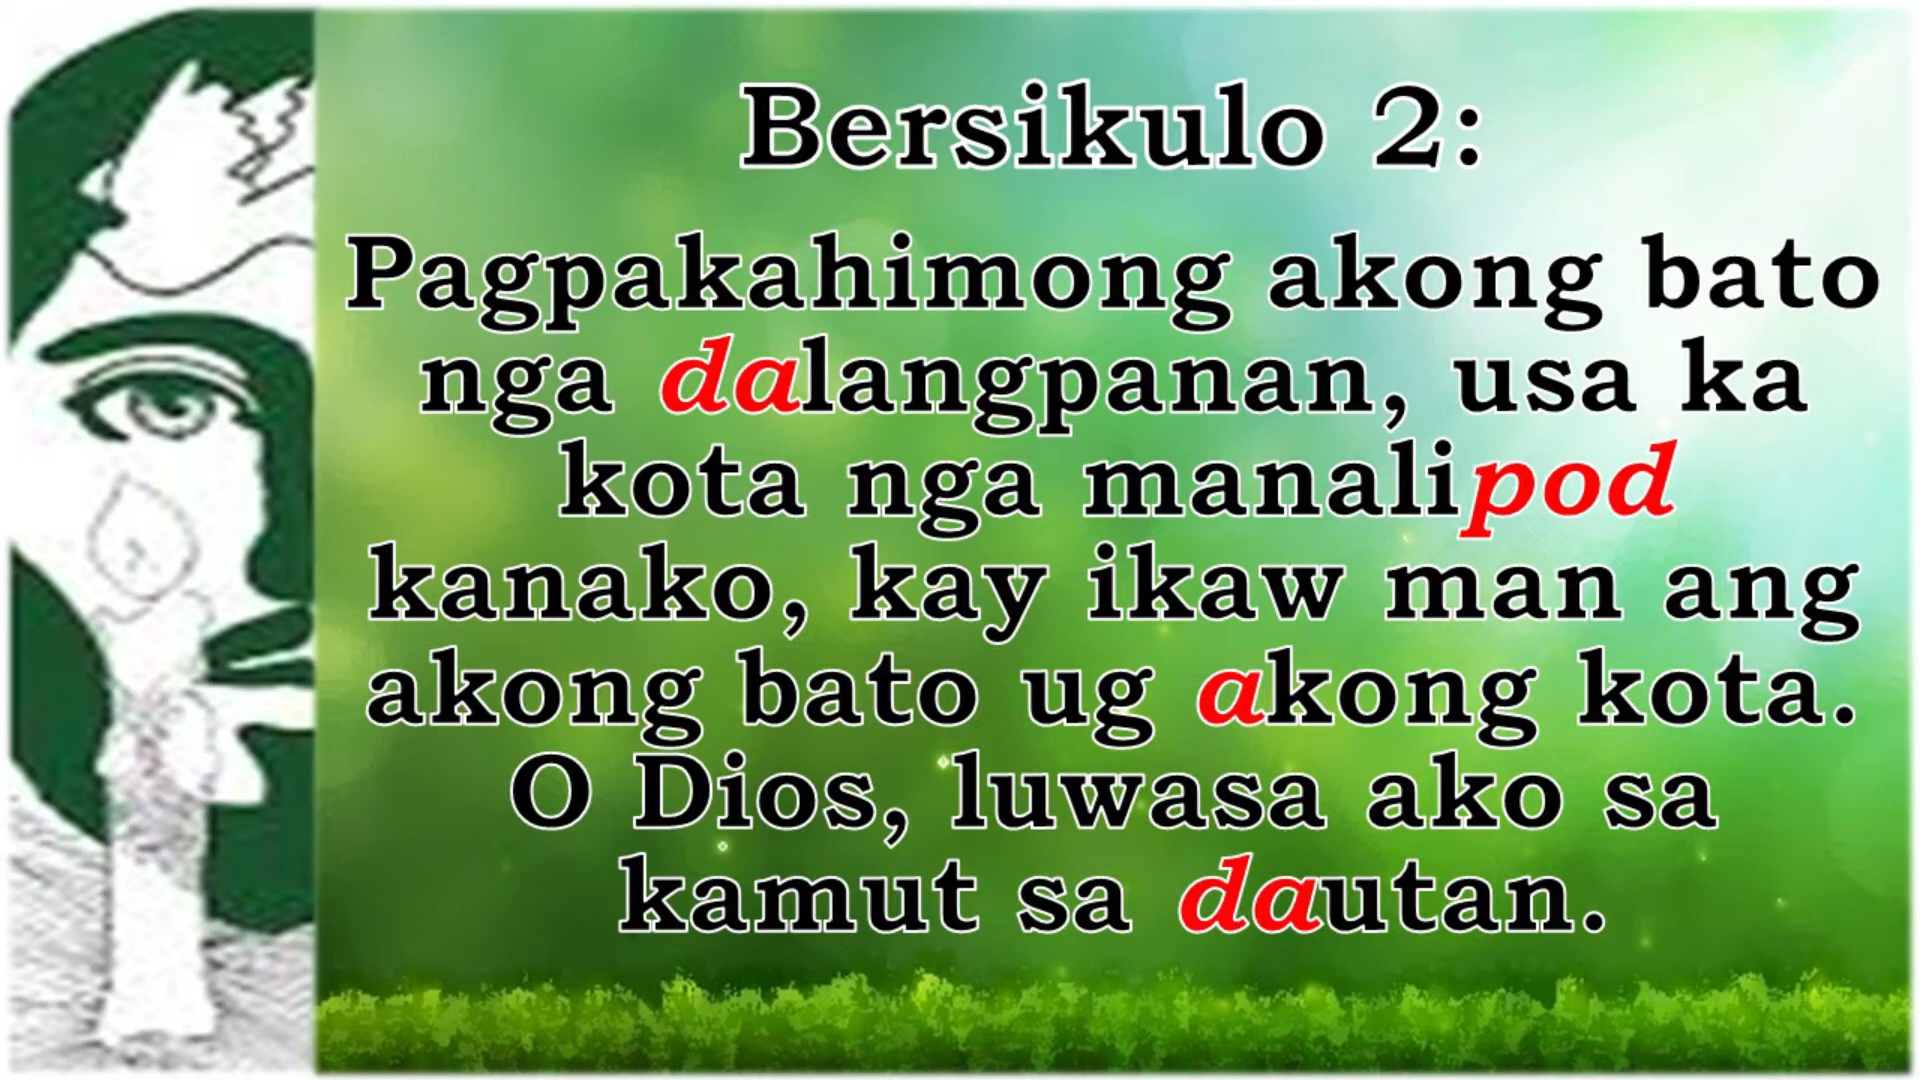 Bersikulo 2:
Pagpakahimong akong bato
nga dalangpanan, usa ka
kota nga manalipod
kanako, kay ikaw man ang
akong bato ug akong kota.
O Dios, luwasa ako sa
kamut sa dautan.